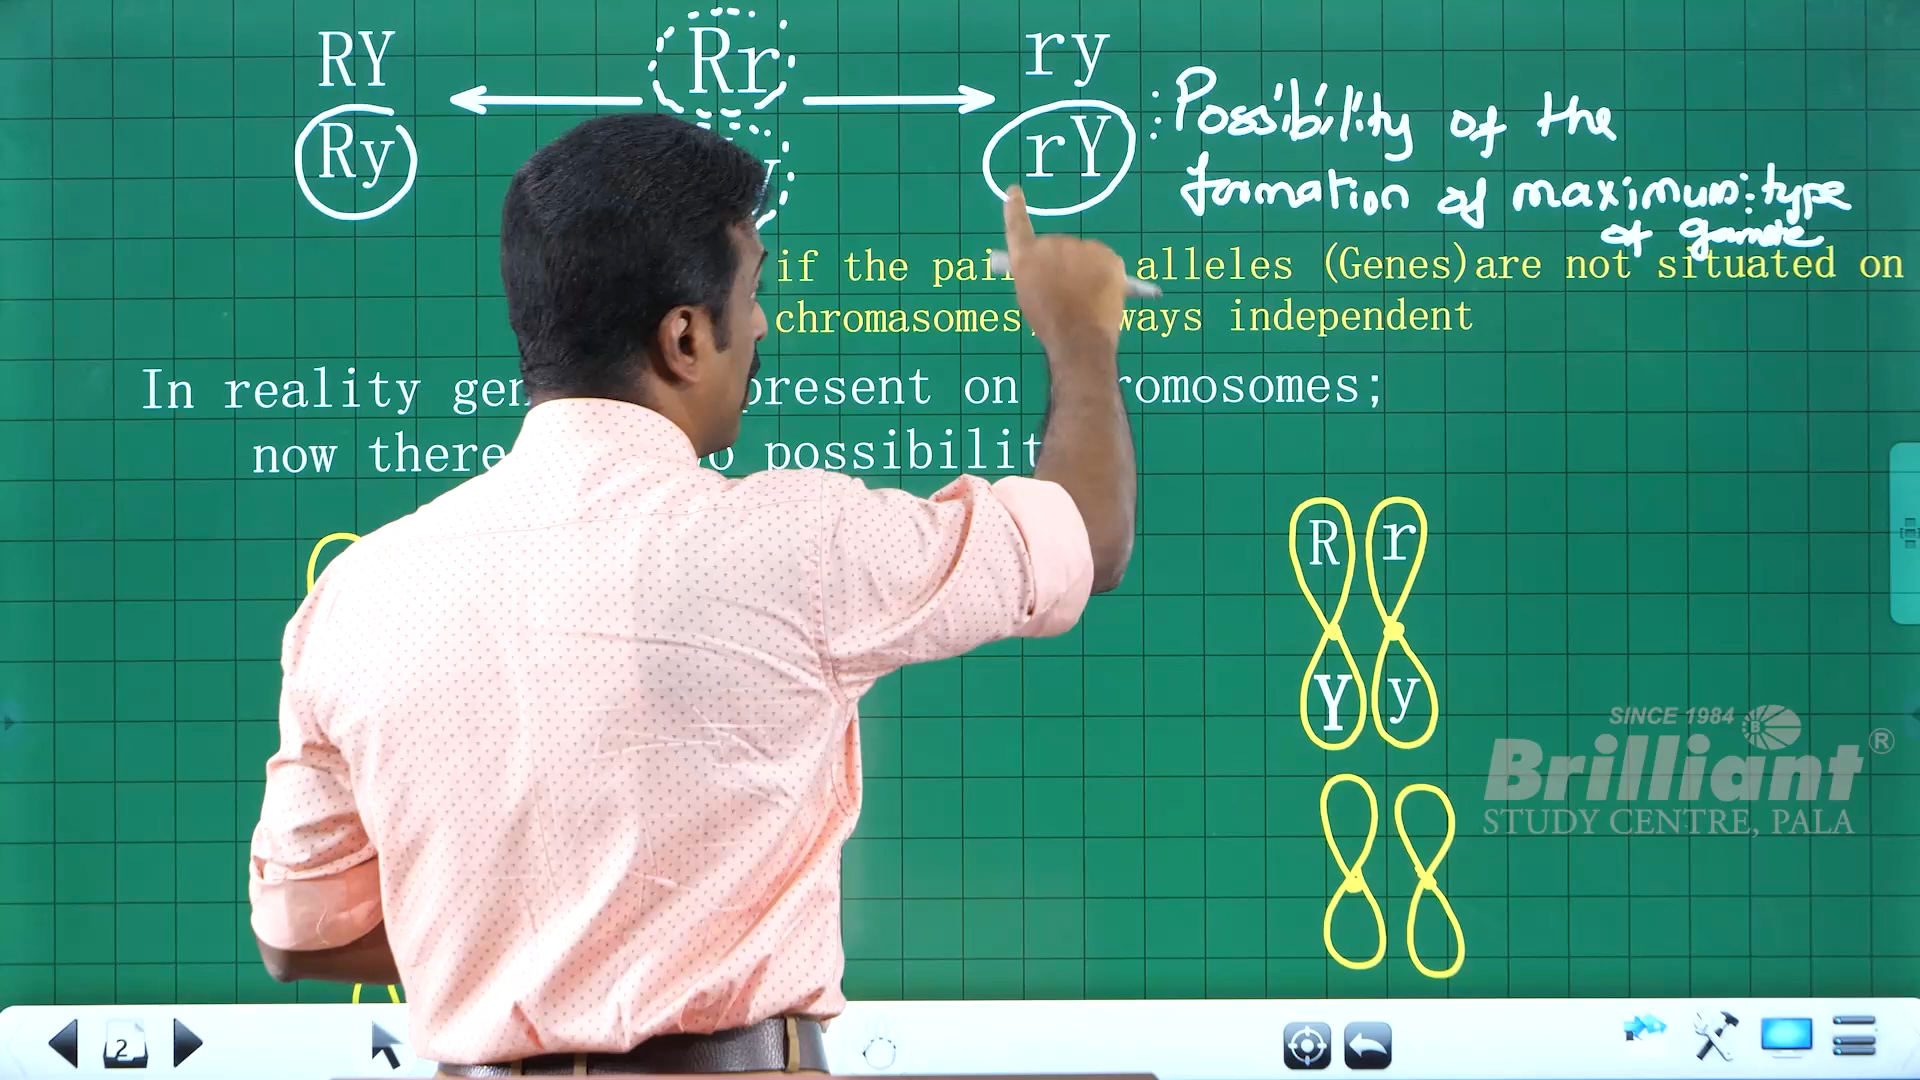 RY Rr ry
Ry y rY
: Possibility of the
formation of maximum: type
of gamete
if the pai alleles (Genes)are not situated on
chromasomes, ways independent
In reality gen present on romosomes;
now there o possibilit
R r
Y y
SINCE 1984
Brilliant®
STUDY CENTRE, PALA
2